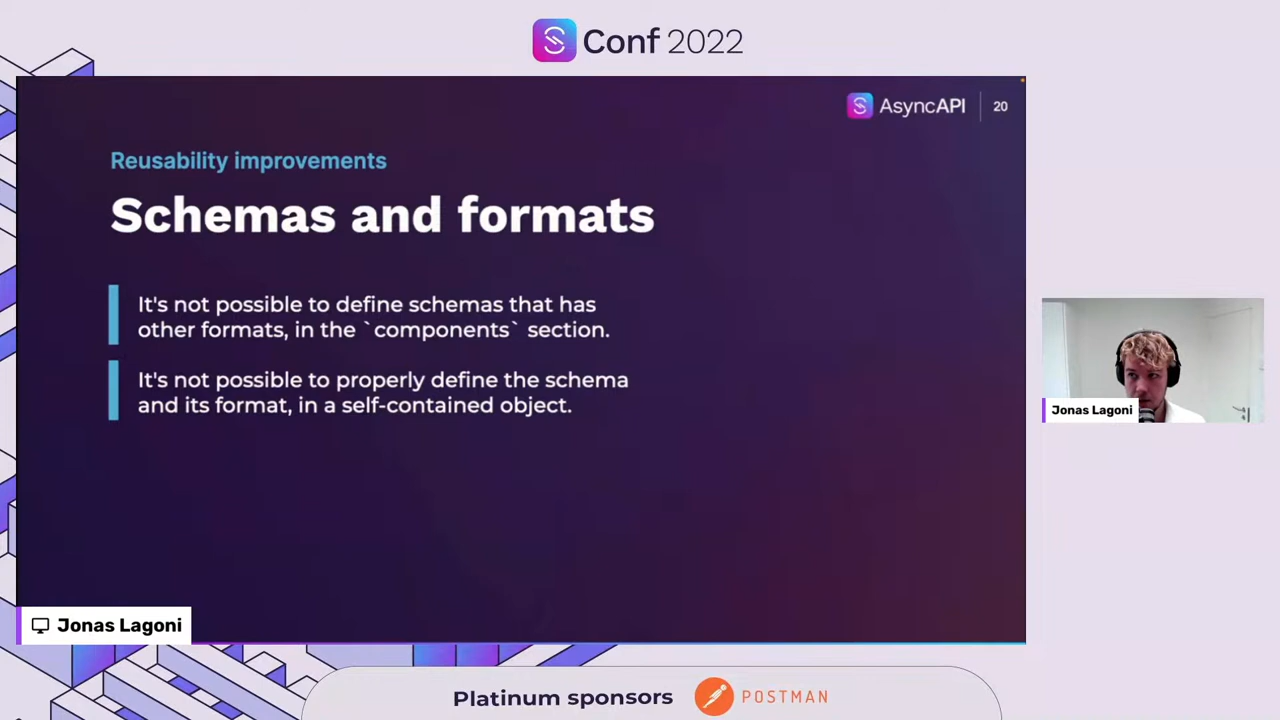 Conf 2022
AsyncAPI 20
Reusability improvements
Schemas and formats
It's not possible to define schemas that has
other formats, in the `components` section.
It's not possible to properly define the schema
and its format, in a self-contained object.
Jonas Lagoni
Jonas Lagoni
Platinum sponsors POSTMAN